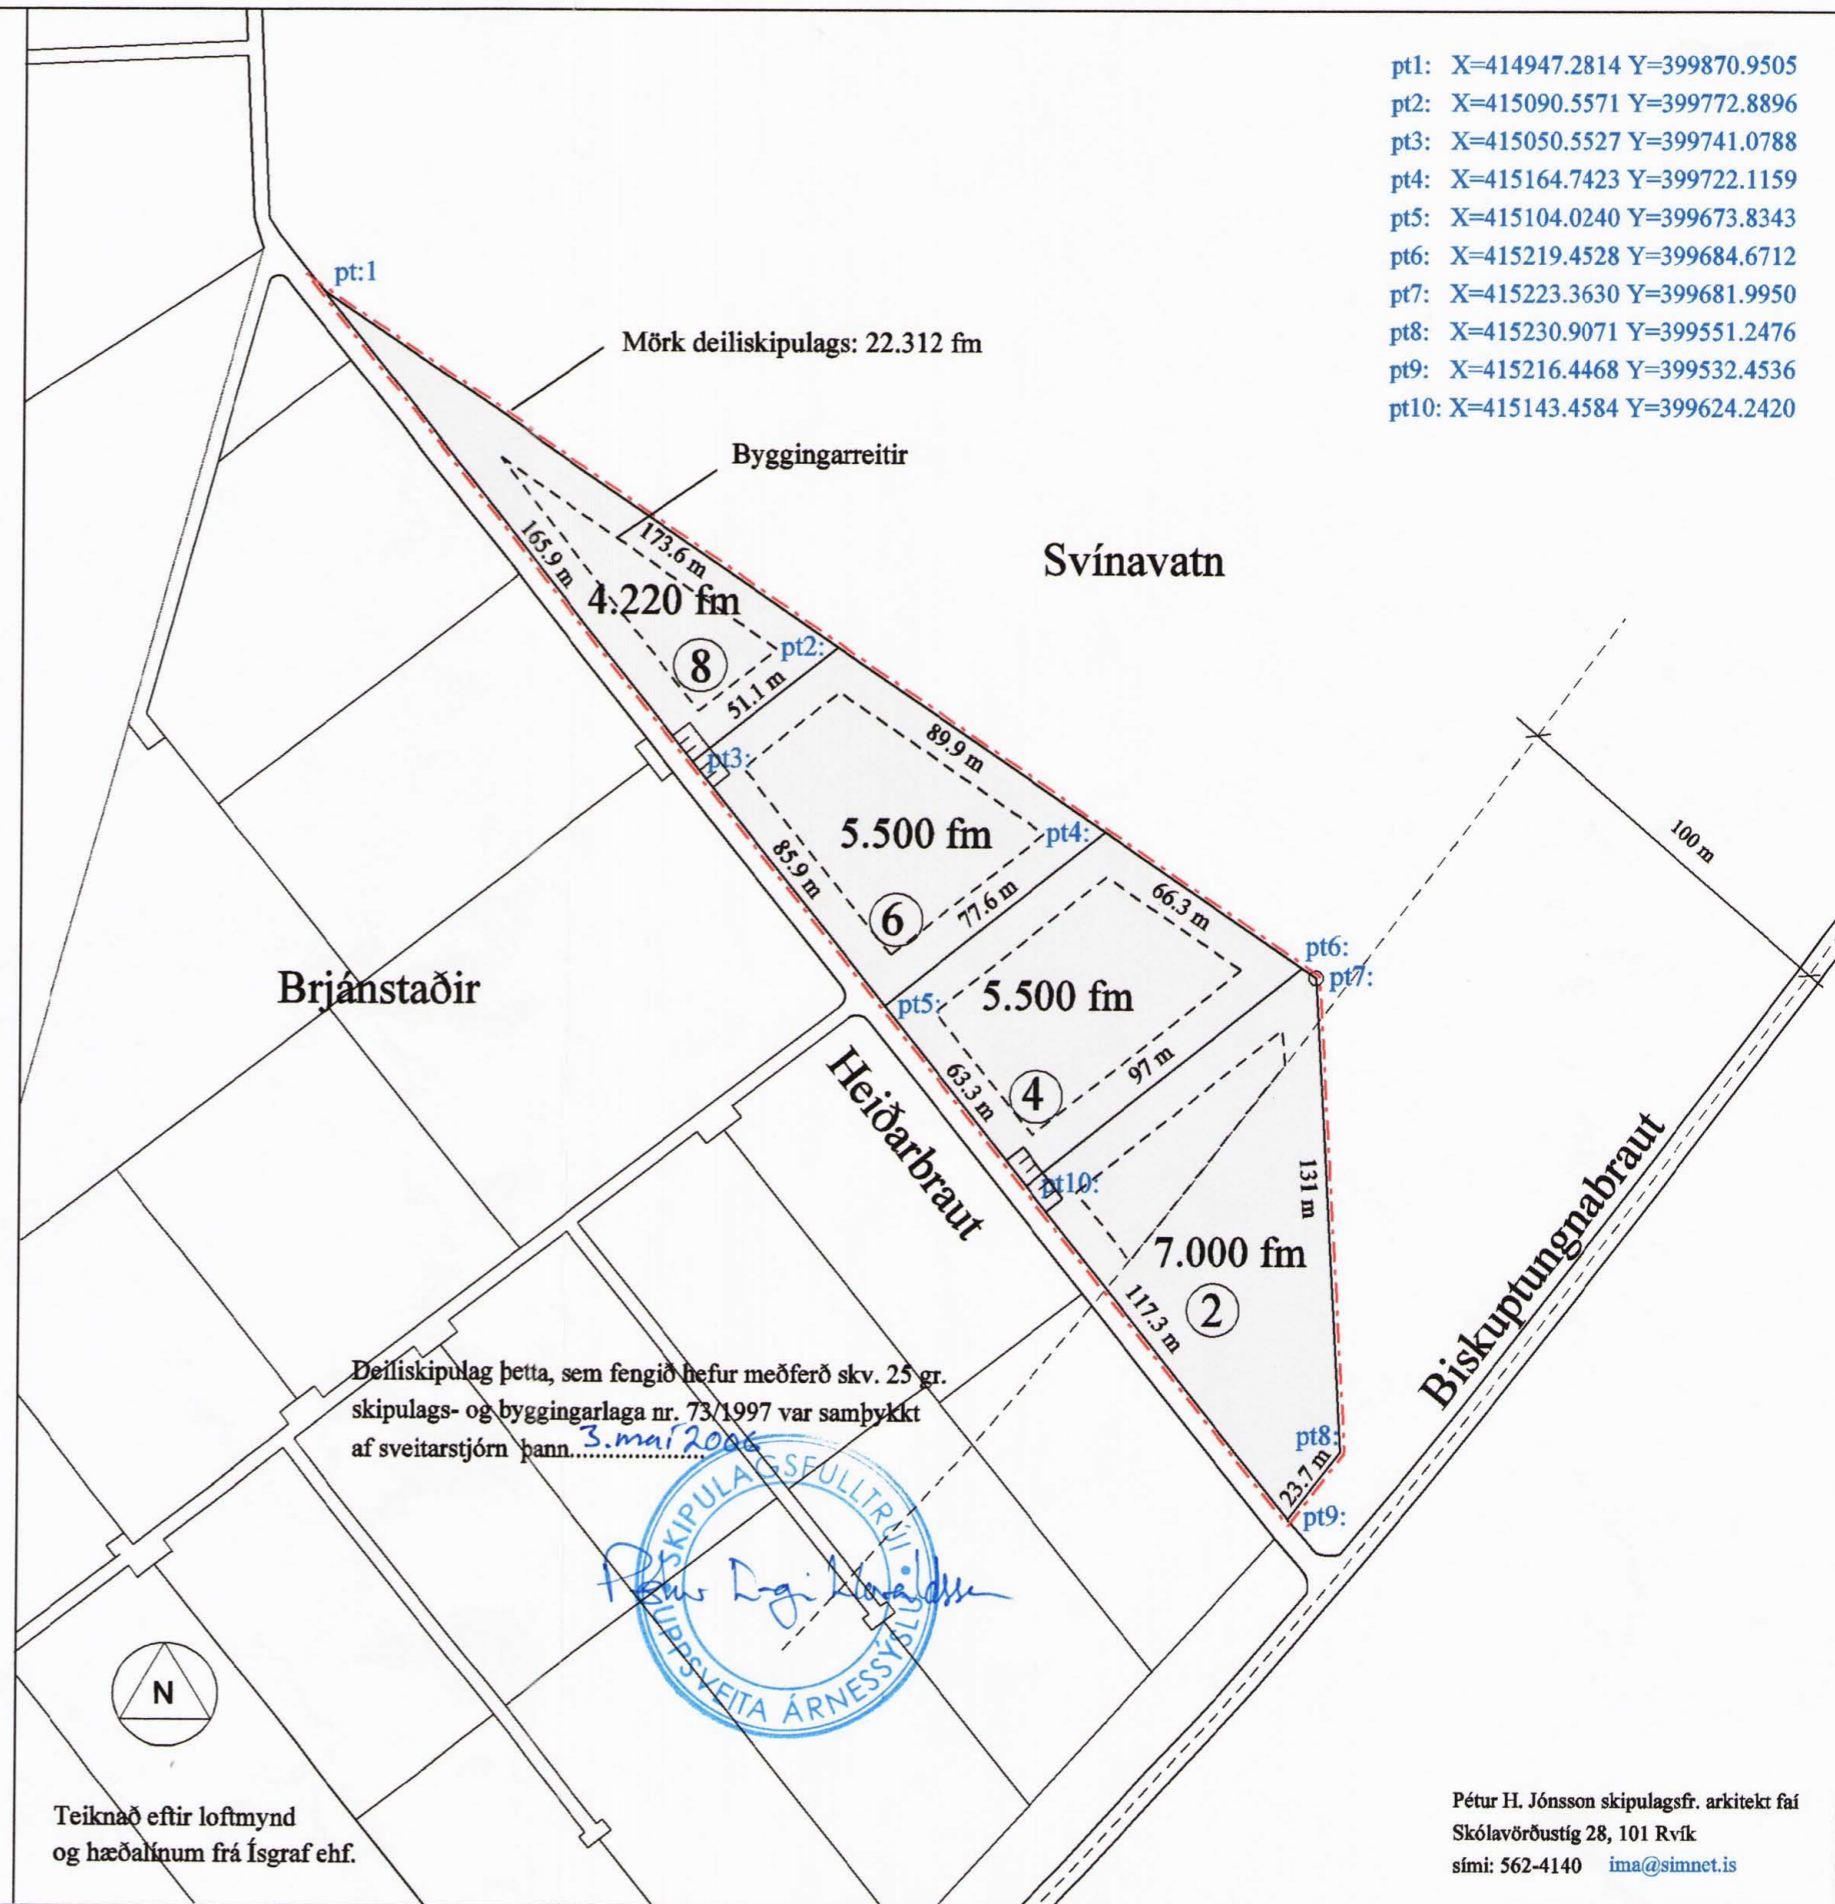 pt1: X=414947.2814 Y=399870.9505
pt2: X=415090.5571 Y=399772.8896
pt3: X=415050.5527 Y=399741.0788
pt4: X=415164.7423 Y=399722.1159
pt5: X=415104.0240 Y=399673.8343
pt6: X=415219.4528 Y=399684.6712
pt7: X=415223.3630 Y=399681.9950
pt8: X=415230.9071 Y=399551.2476
pt9: X=415216.4468 Y=399532.4536
pt10: X=415143.4584 Y=399624.2420
pt:1
Mörk deiliskipulags: 22.312 fm
Byggingarreitir
Svínavatn
173.6 m
165.9 m
4.220 fm
8
pt2:
51.1 m
pt3:
89.9 m
5.500 fm
pt4:
85.9 m
6
77.6 m
66.3 m
100 m
pt6:
pt7:
Brjánstaðir
pt5:
5.500 fm
97 m
63.3 m
4
Heiðarbraut
pt10:
131 m
7.000 fm
2
117.3 m
Biskuptungnabraut
pt8:
23.7 m
pt9:
Deiliskipulag þetta, sem fengið hefur meðferð skv. 25 gr.
skipulags- og byggingarlaga nr. 73/1997 var samþykkt
af sveitarstjórn þann 3. maí 2006
SKIPULAGSFULLTRÚI
UPPSVEITA ÁRNESSÝSLU
N
Teiknað eftir loftmynd
og hæðalínum frá Ísgraf ehf.
Pétur H. Jónsson skipulagsfr. arkitekt faí
Skólavörðustíg 28, 101 Rvík
sími: 562-4140 ima@simnet.is